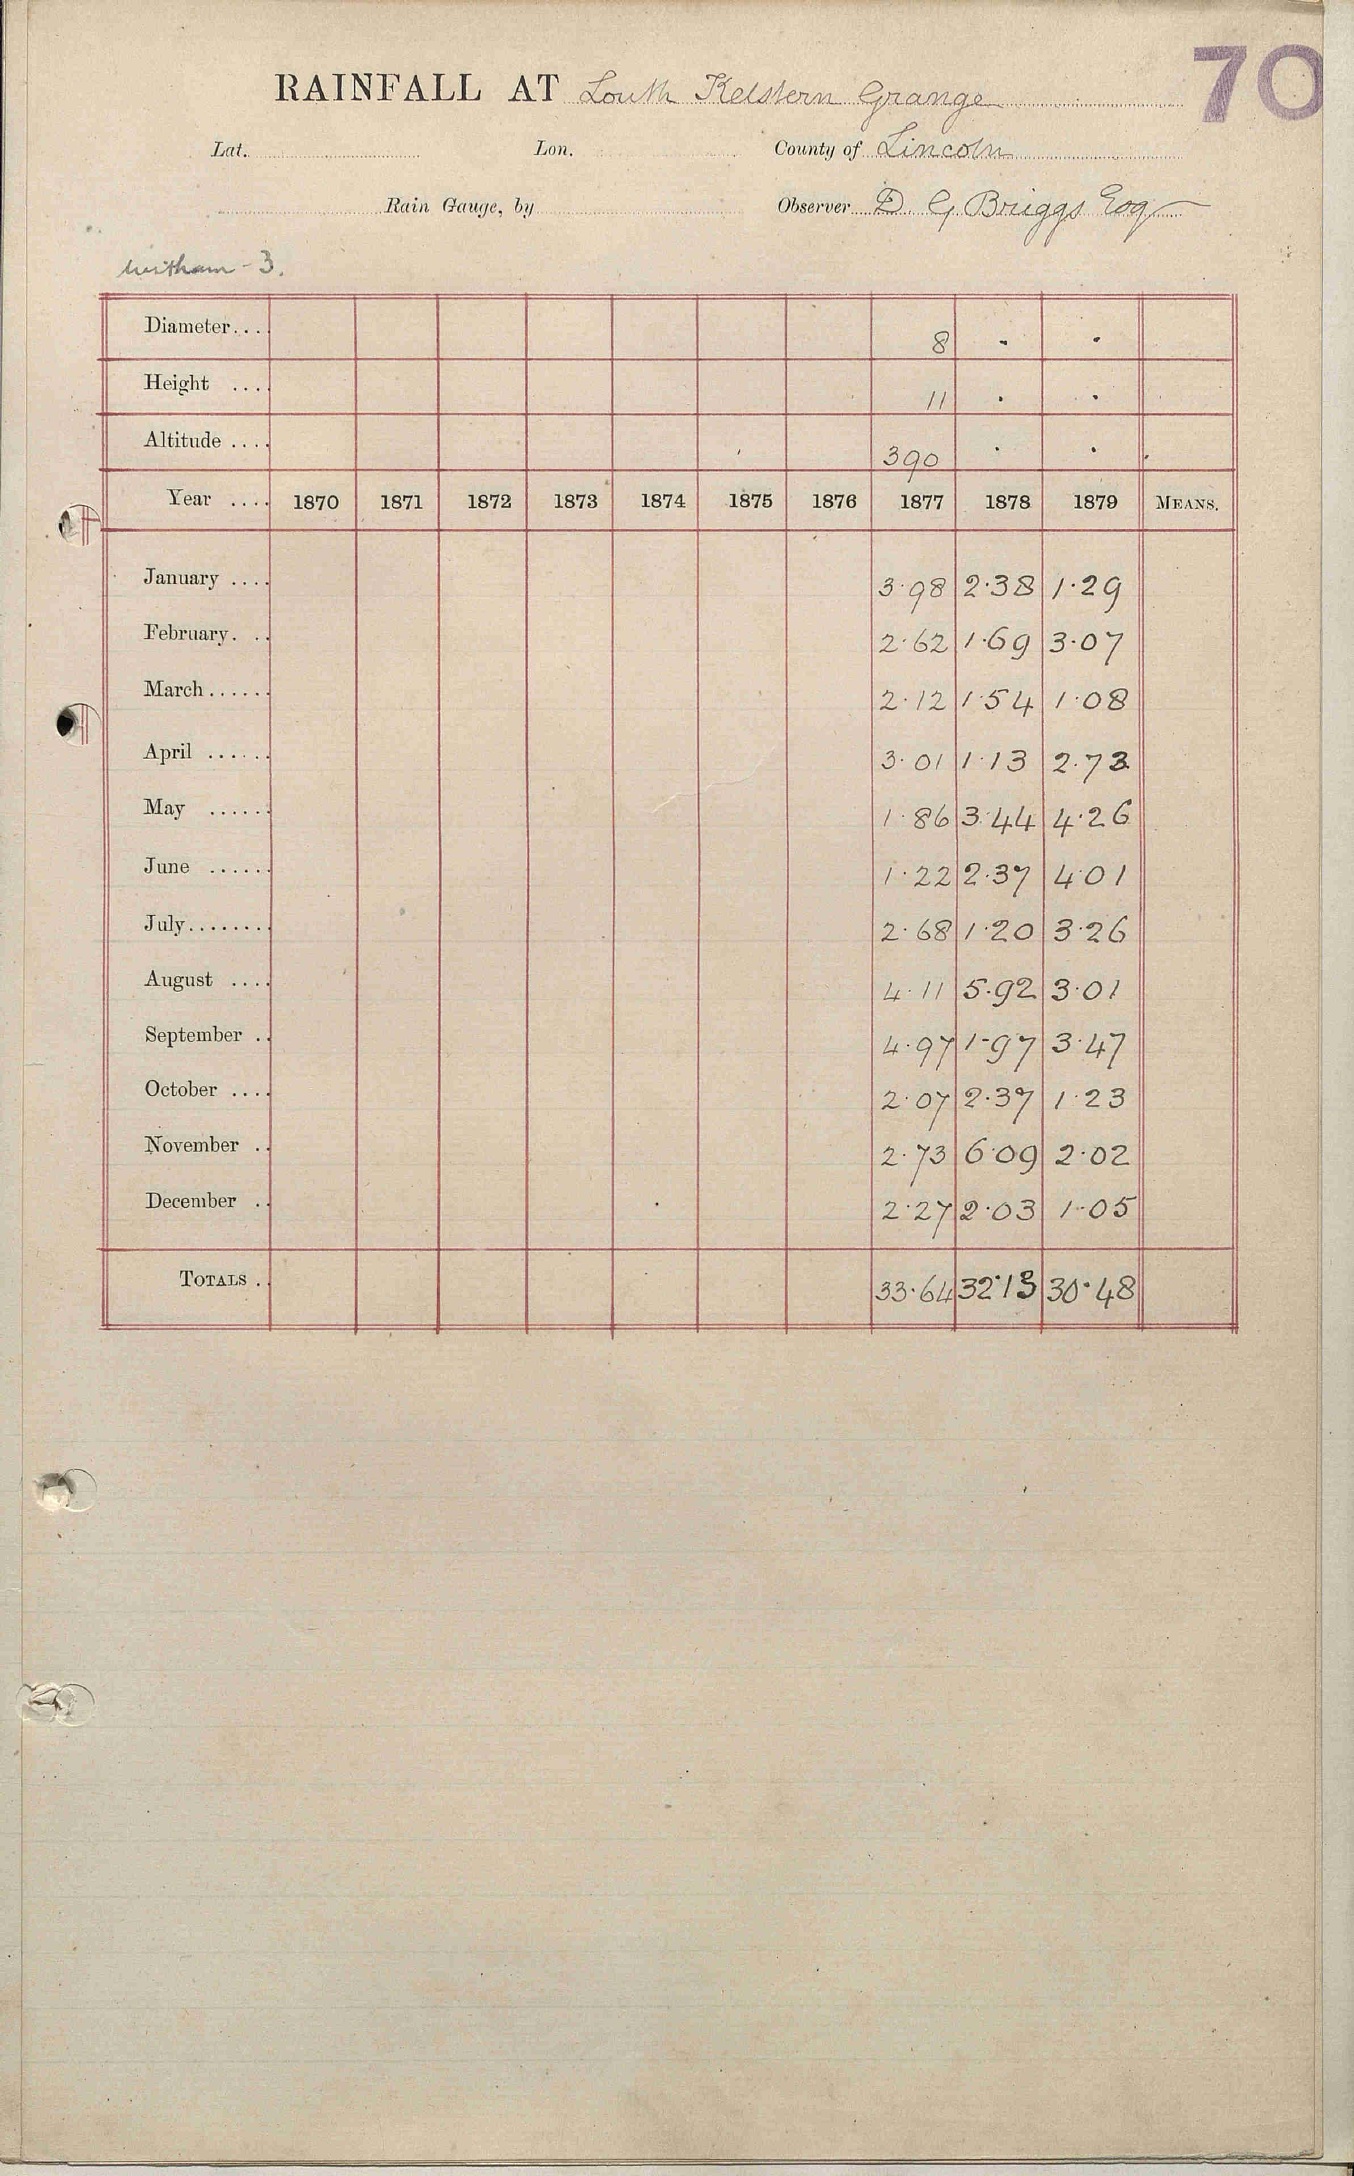 70
RAINFALL AT Louth Kelstern Grange
Lat. Lon. County of Lincoln
Rain Gauge, by Observer D. G. Briggs Esq
Witham - 3.
Diameter.... 8 · ·
Height .... 11 · ·
Altitude .... 390 · ·
Year .... 1870 1871 1872 1873 1874 1875 1876 1877 1878 1879 MEANS.
January .... 3·98 2·38 1·29
February. .. 2·62 1·69 3·07
March...... 2·12 1·54 1·08
April ...... 3·01 1·13 2·73
May ...... 1·86 3·44 4·26
June ...... 1·22 2·37 4·01
July........ 2·68 1·20 3·26
August .... 4·11 5·92 3·01
September .. 4·97 1·97 3·47
October .... 2·07 2·37 1·23
November .. 2·73 6·09 2·02
December .. 2·27 2·03 1·05
TOTALS .. 33·64 32·13 30·48